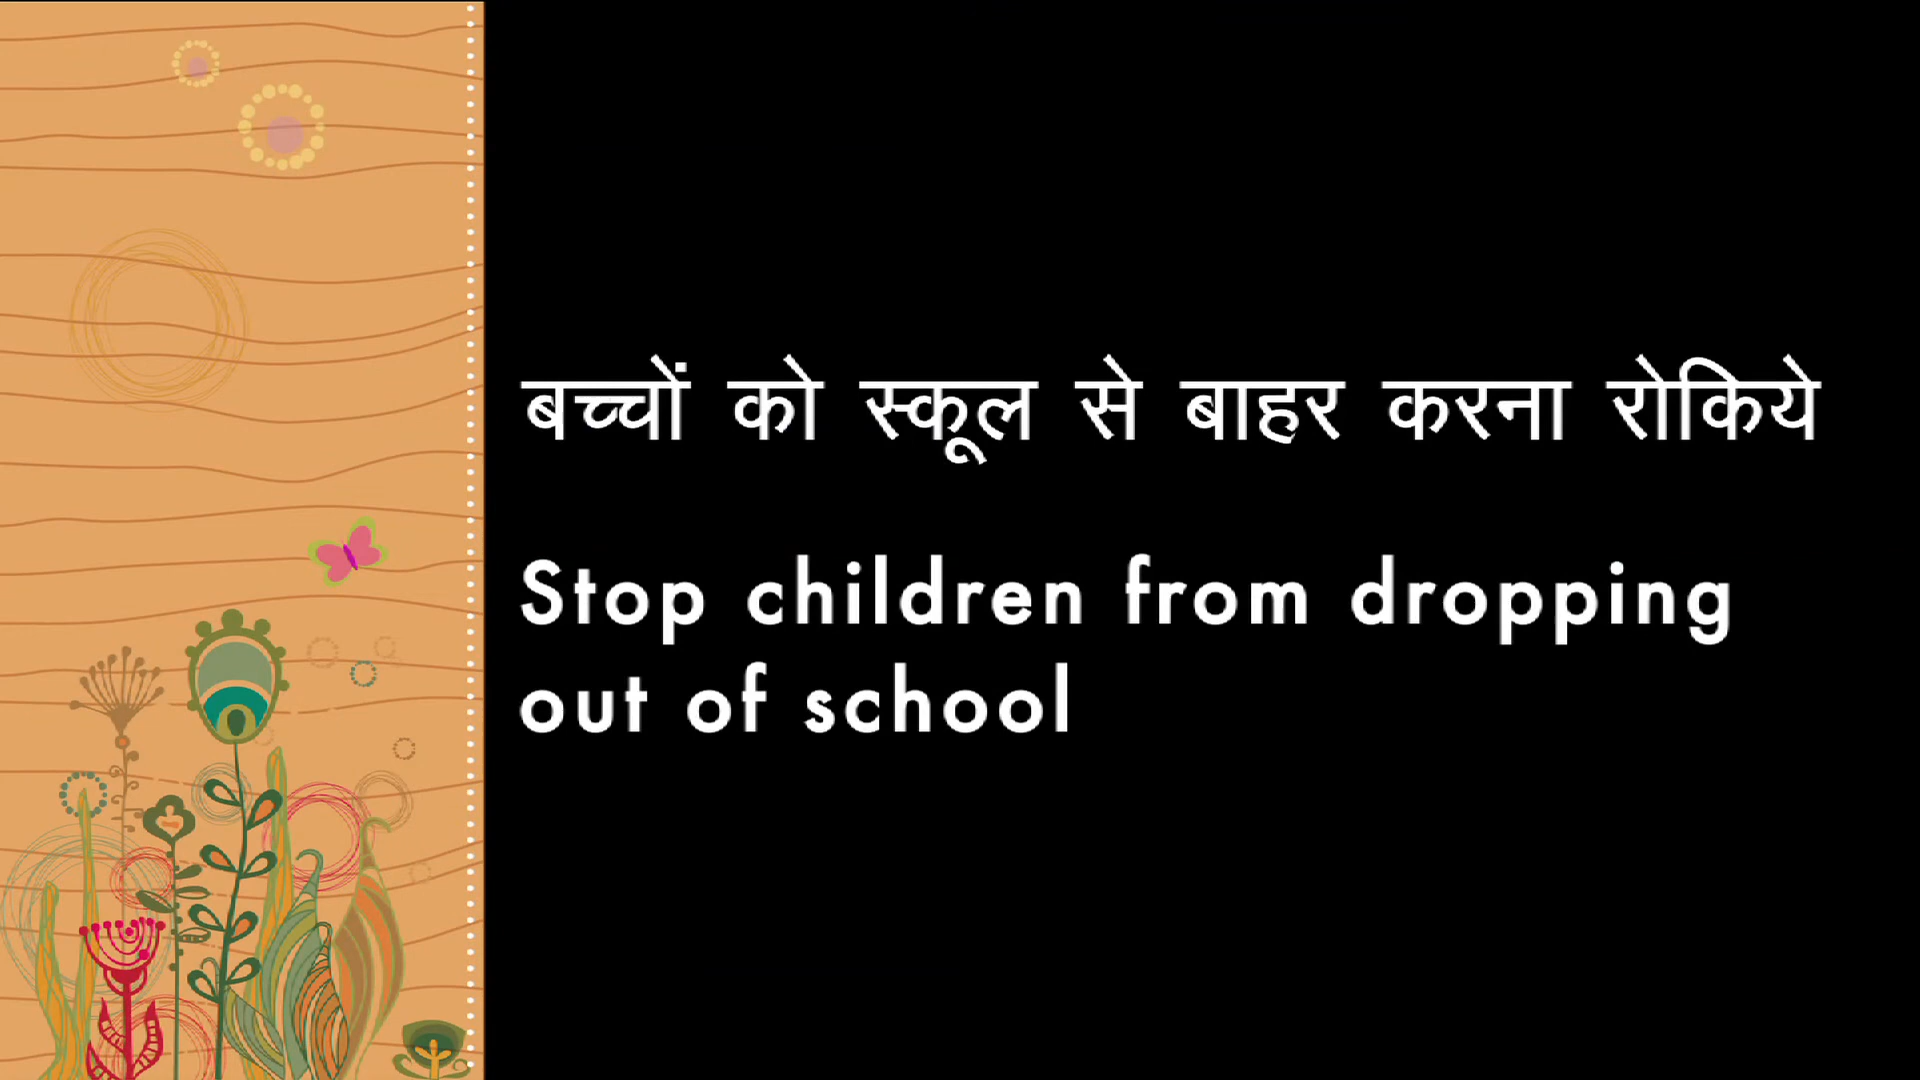 बच्चों को स्कूल से बाहर करना रोकिये
Stop children from dropping
out of school